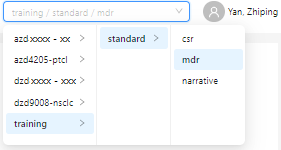 training / standard / mdr
Yan, Zhiping
azd:xxxx - xx
standard
csr
azd4205-ptcl
mdr
dzd:xxxx - xxx
narrative
dzd9008-nsclc
training